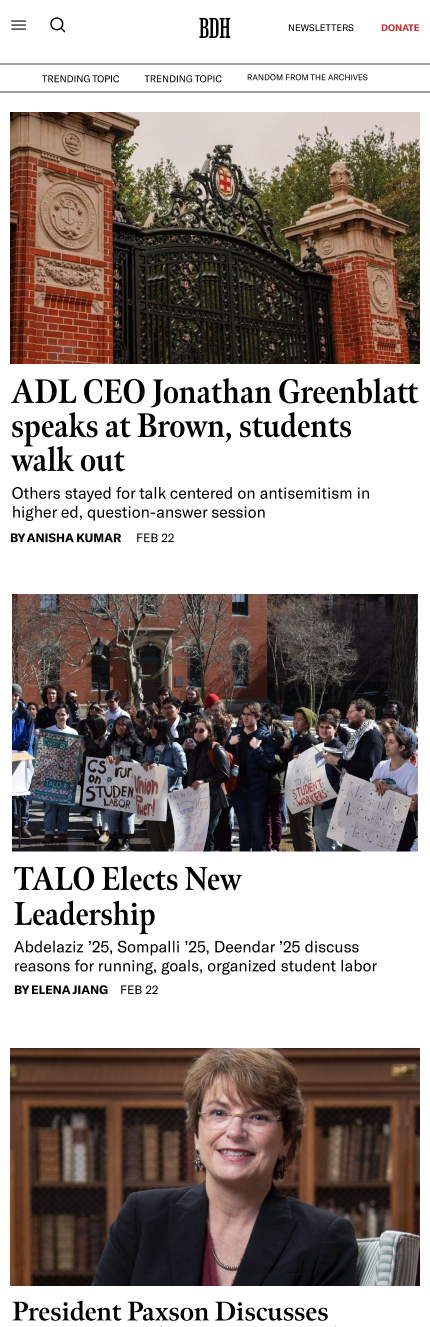 BDH
NEWSLETTERS
DONATE
TRENDING TOPIC
TRENDING TOPIC
RANDOM FROM THE ARCHIVES
ADL CEO Jonathan Greenblatt
speaks at Brown, students
walk out
Others stayed for talk centered on antisemitism in
higher ed, question-answer session
BY ANISHA KUMAR FEB 22
TALO
CS run
on
STUDENT
LABOR
Union
STUDENT
WORKERS
TALO Elects New
Leadership
Abdelaziz ’25, Sompalli ’25, Deendar ’25 discuss
reasons for running, goals, organized student labor
BY ELENA JIANG FEB 22
President Paxson Discusses